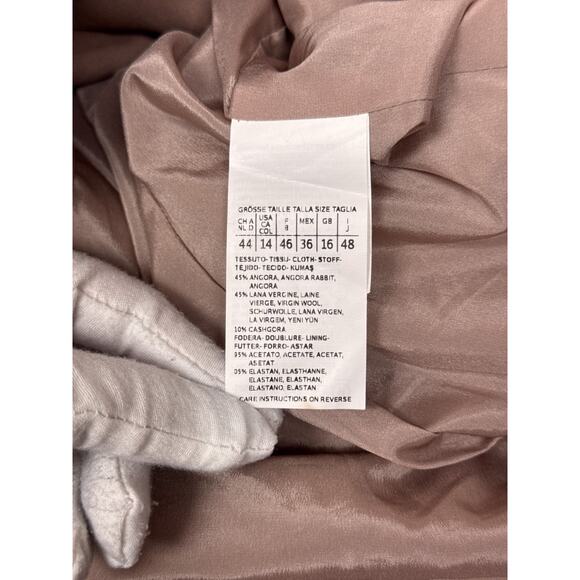 GRÖSSE TAILLE TALLA SIZE TAGLIA
CH A NL D USA CA COL F B MEX GB I J
44 14 46 36 16 48
TESSUTO-TISSU- CLOTH-STOFF-
TEJIDO-TECIDO-KUMAŞ
45% ANGORA, ANGORA RABBIT,
ANGORA
45% LANA VERGINE, LAINE
VIERGE, VIRGIN WOOL,
SCHURWOLLE, LANA VIRGEN,
LA VIRGEM, YENI YÜN
10% CASHGORA
FODERA- DOUBLURE- LINING-
FUTTER- FORRO- ASTAR
95% ACETATO, ACETATE, ACETAT,
ASETAT
05% ELASTAN, ELASTHANNE,
ELASTANE, ELASTHAN,
ELASTANO, ELASTAN
CARE INSTRUCTIONS ON REVERSE